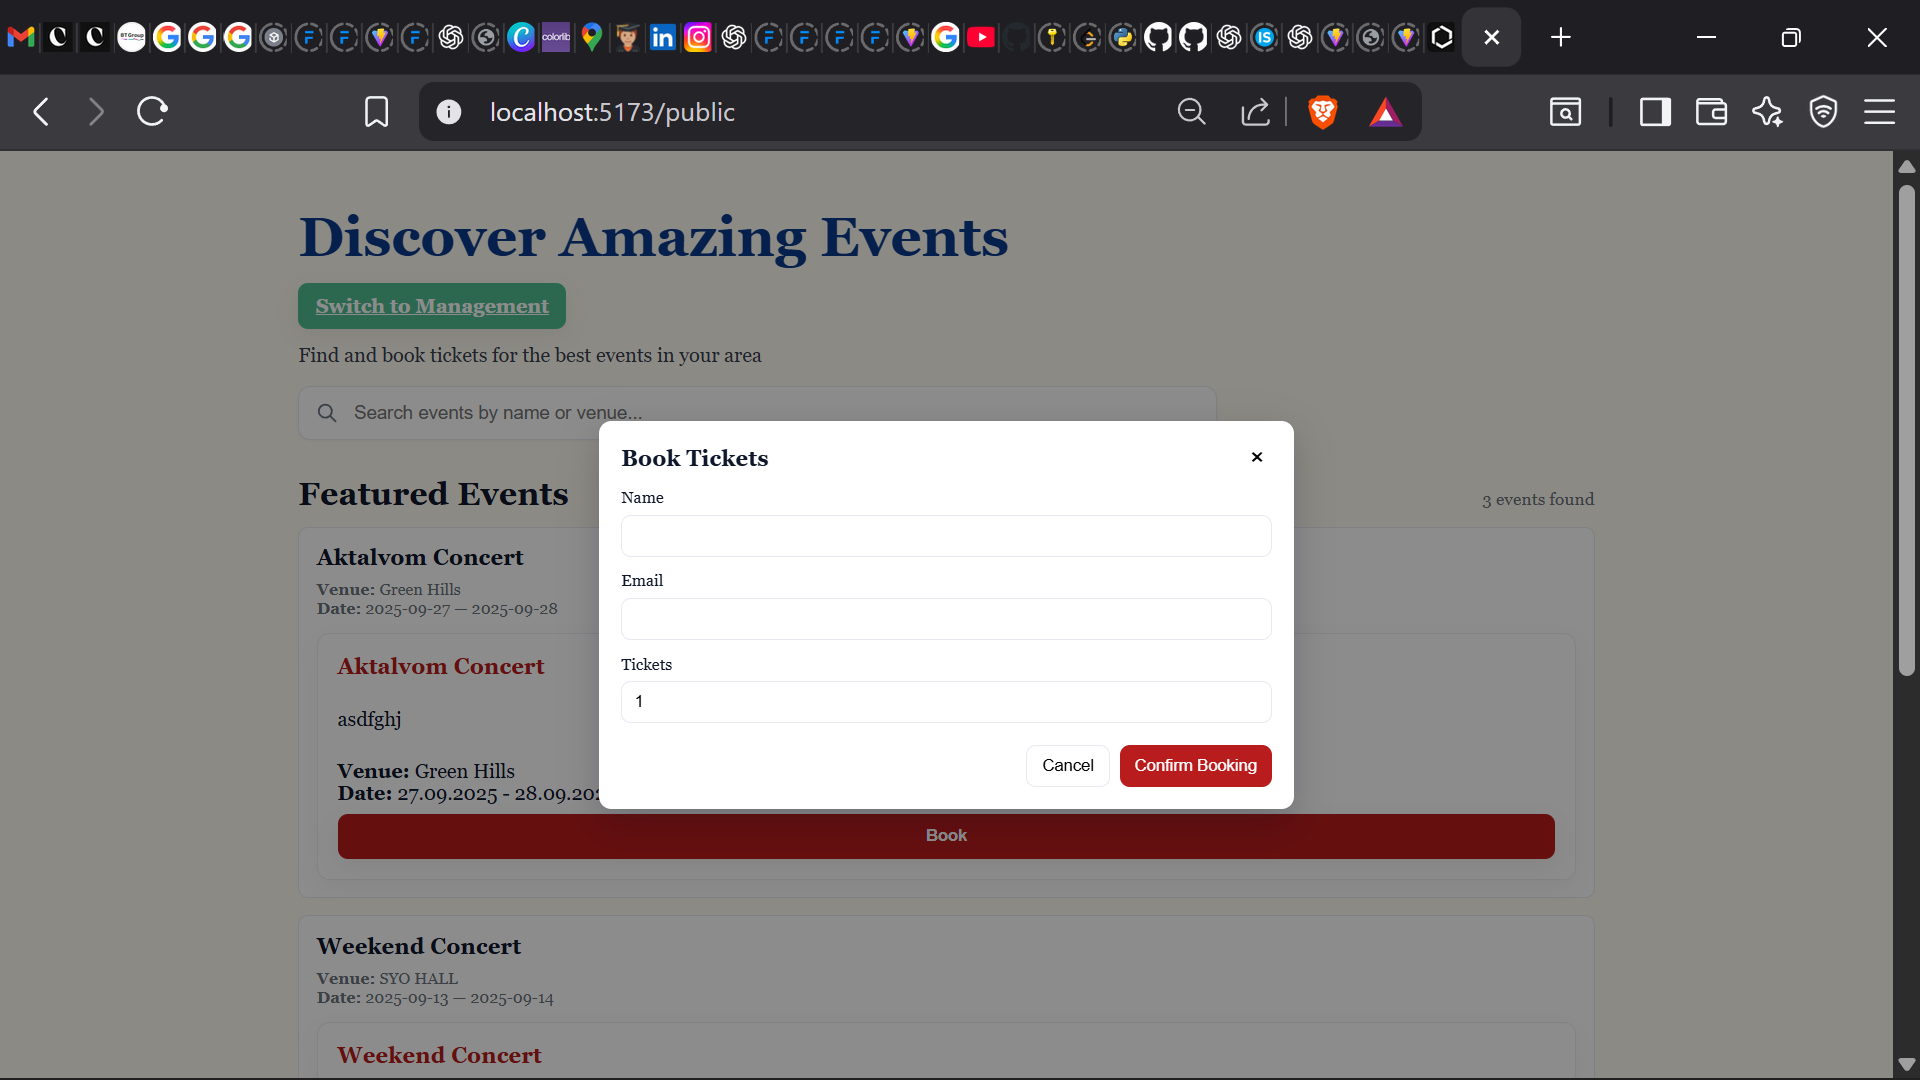 BT Group
colorlib
localhost:5173/public
Discover Amazing Events
Switch to Management
Find and book tickets for the best events in your area
Search events by name or venue...
Featured Events
3 events found
Aktalvom Concert
Venue: Green Hills
Date: 2025-09-27 — 2025-09-28
Aktalvom Concert
asdfghj
Venue: Green Hills
Date: 27.09.2025 - 28.09.202
Book
Book Tickets
×
Name
Email
Tickets
1
Cancel
Confirm Booking
Weekend Concert
Venue: SYO HALL
Date: 2025-09-13 — 2025-09-14
Weekend Concert